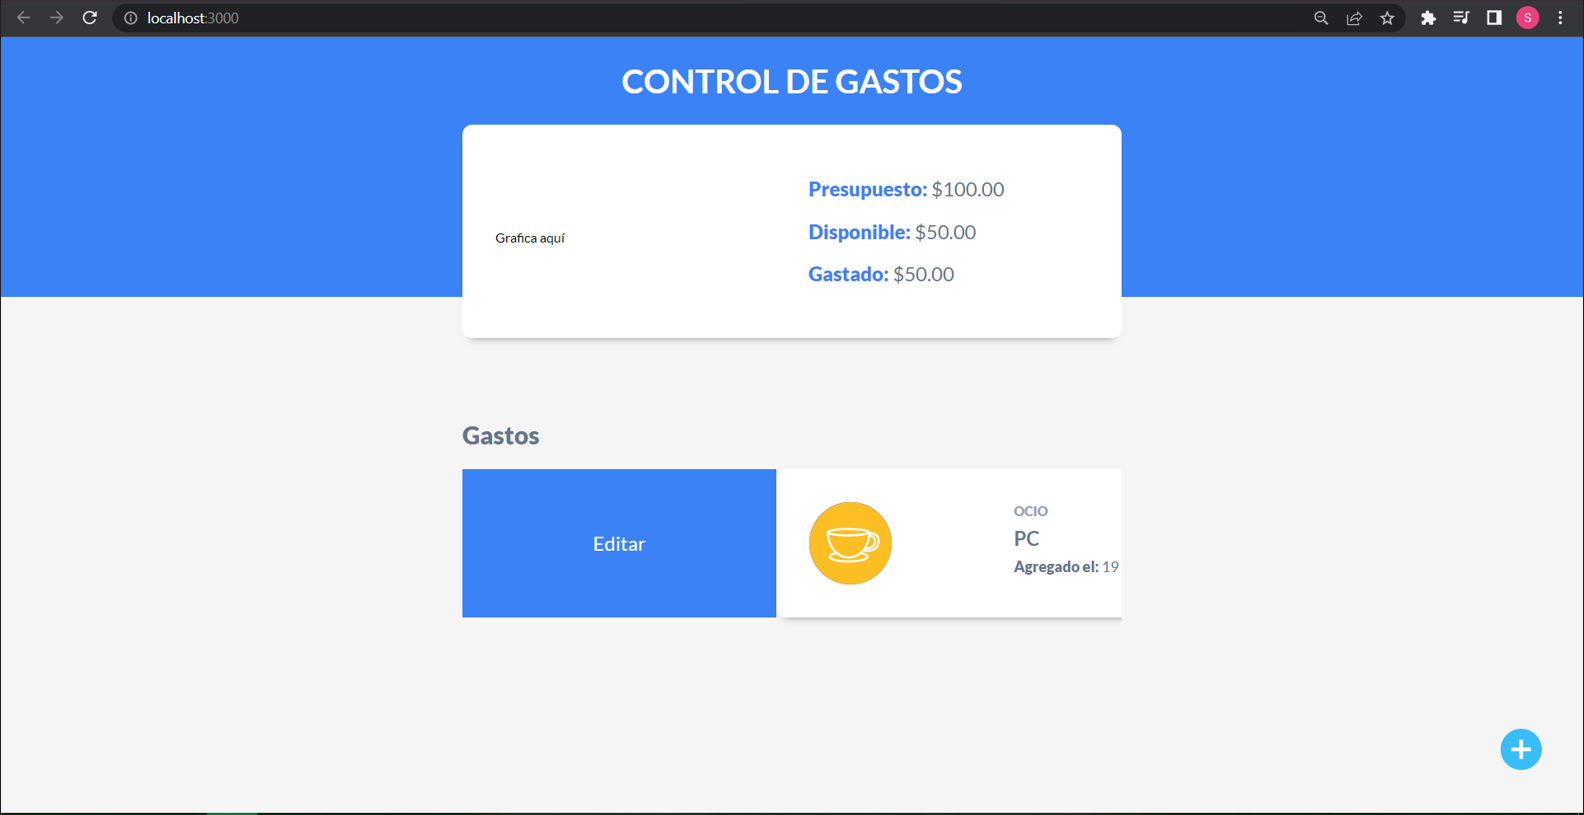 localhost:3000
S
CONTROL DE GASTOS
Grafica aquí
Presupuesto: $100.00
Disponible: $50.00
Gastado: $50.00
Gastos
Editar
OCIO
PC
Agregado el: 19